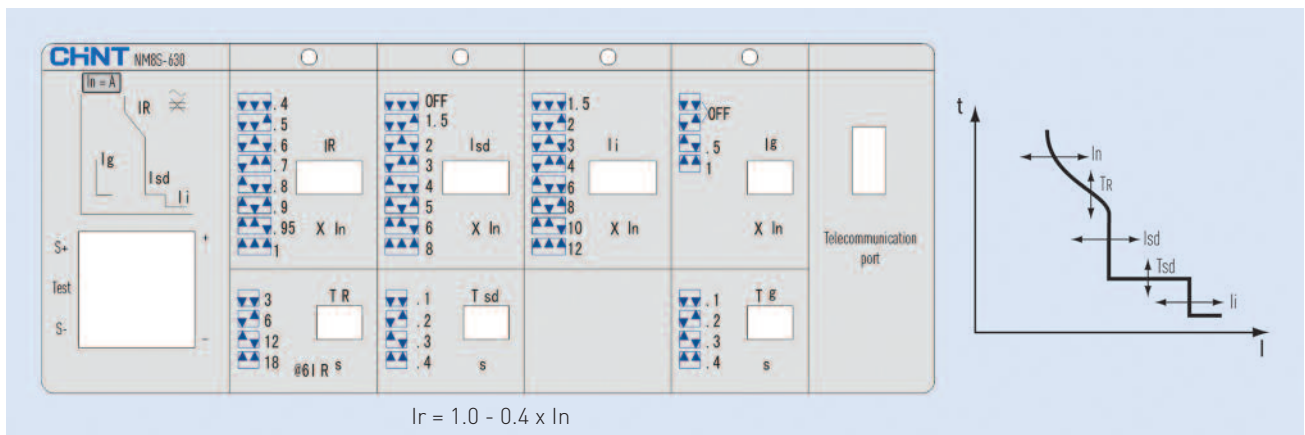 CHiNT NM8S-630
In = A
IR
Ig
Isd
Ii
S+
Test
S-
+
-
.4
.5
.6
.7
.8
.9
.95
1
IR
X In
OFF
1.5
2
3
4
5
6
8
Isd
X In
1.5
2
3
4
6
8
10
12
Ii
X In
OFF
.5
1
Ig
X In
Telecommunication
port
3
6
12
18
TR
@6IR s
.1
.2
.3
.4
T sd
s
.1
.2
.3
.4
Tg
s
t
In
TR
Isd
Tsd
Ii
I
Ir = 1.0 - 0.4 x In